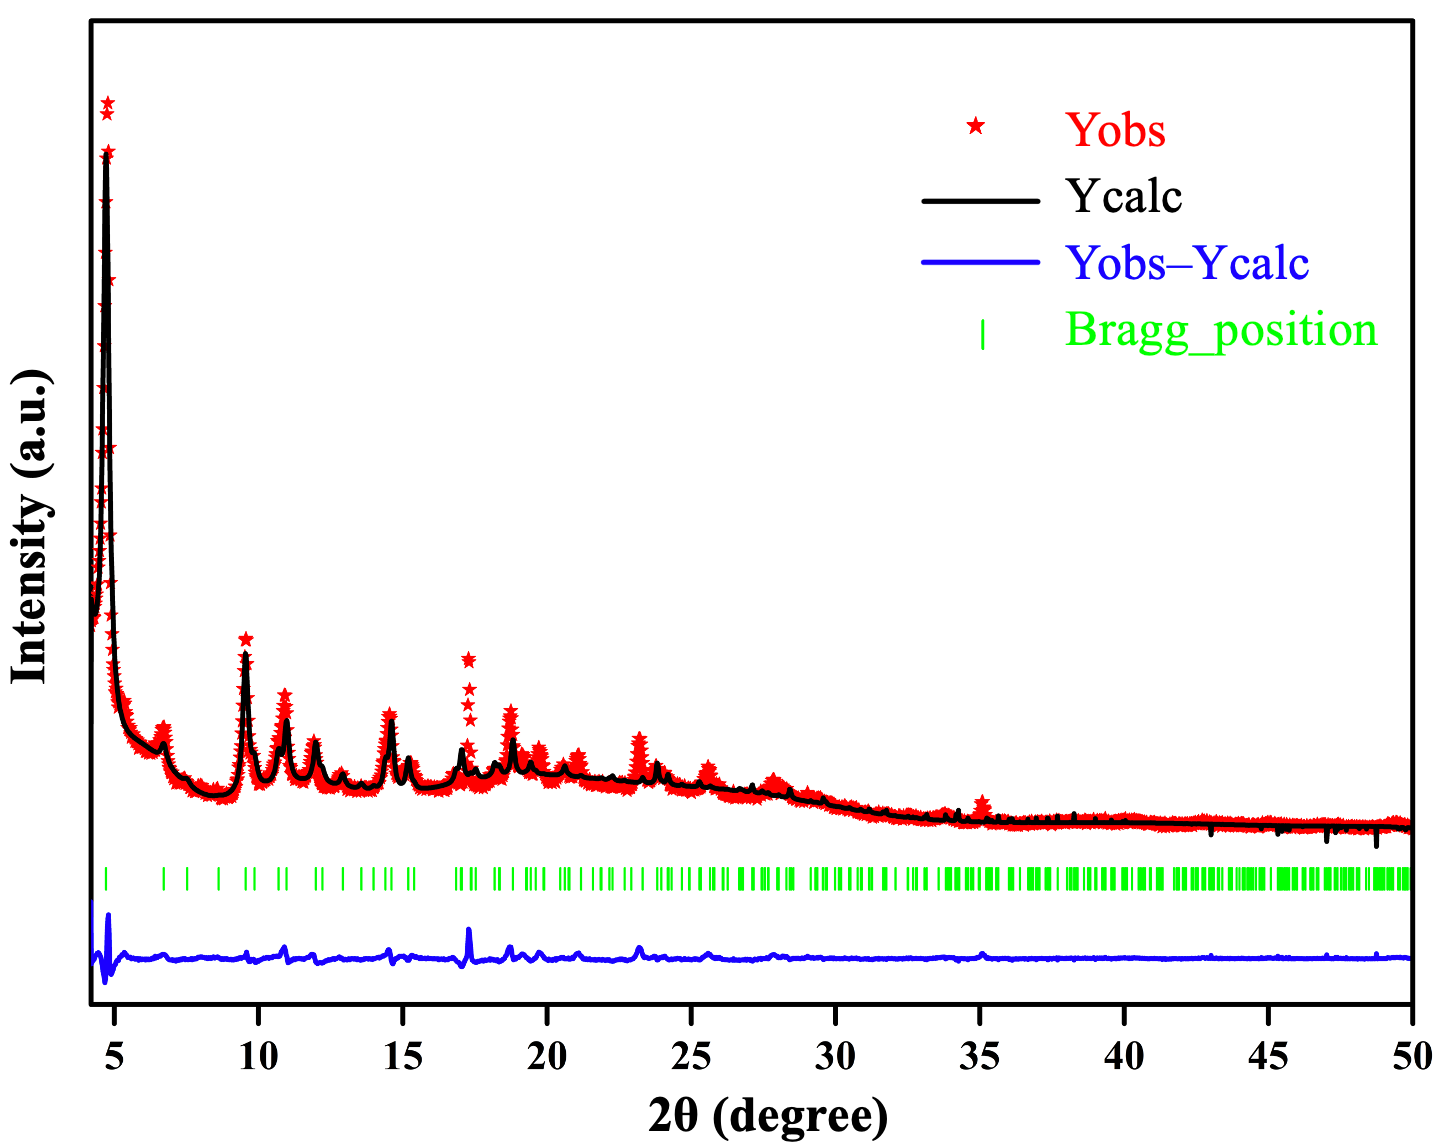 Yobs
Ycalc
Yobs–Ycalc
Bragg_position
Intensity (a.u.)
5 10 15 20 25 30 35 40 45 50
2θ (degree)